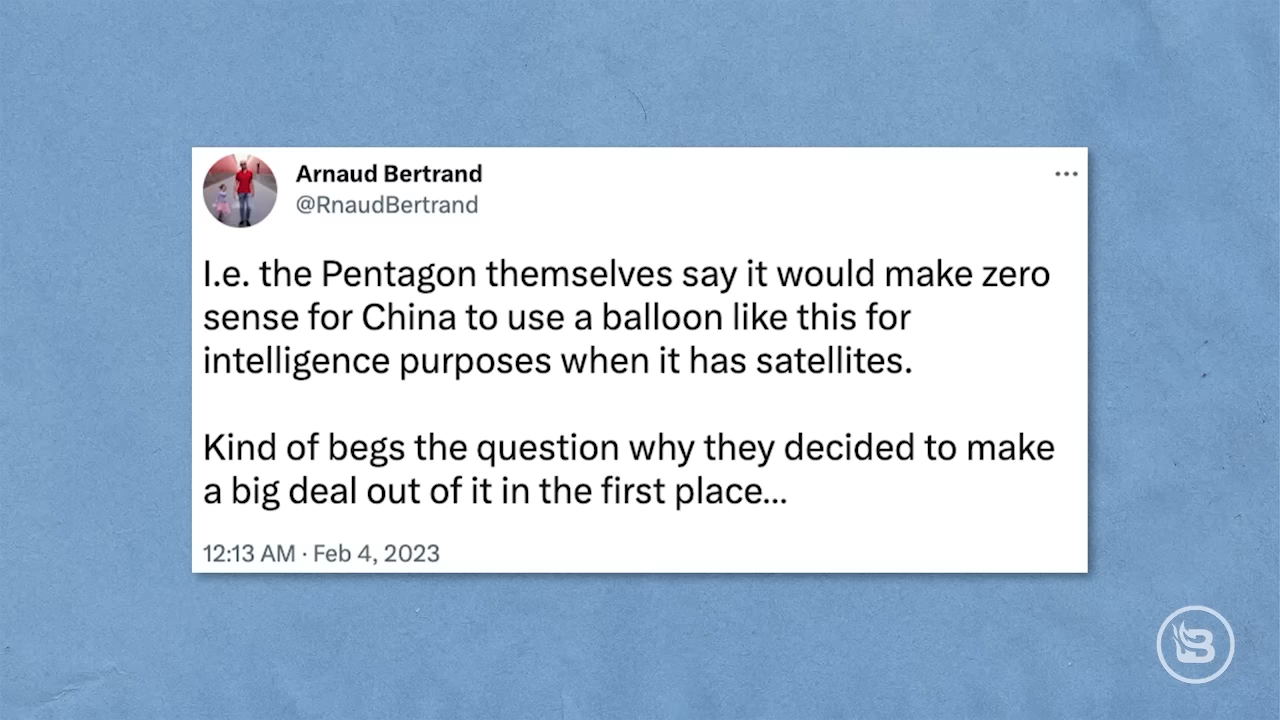 Arnaud Bertrand
@RnaudBertrand
I.e. the Pentagon themselves say it would make zero
sense for China to use a balloon like this for
intelligence purposes when it has satellites.
Kind of begs the question why they decided to make
a big deal out of it in the first place...
12:13 AM · Feb 4, 2023
B